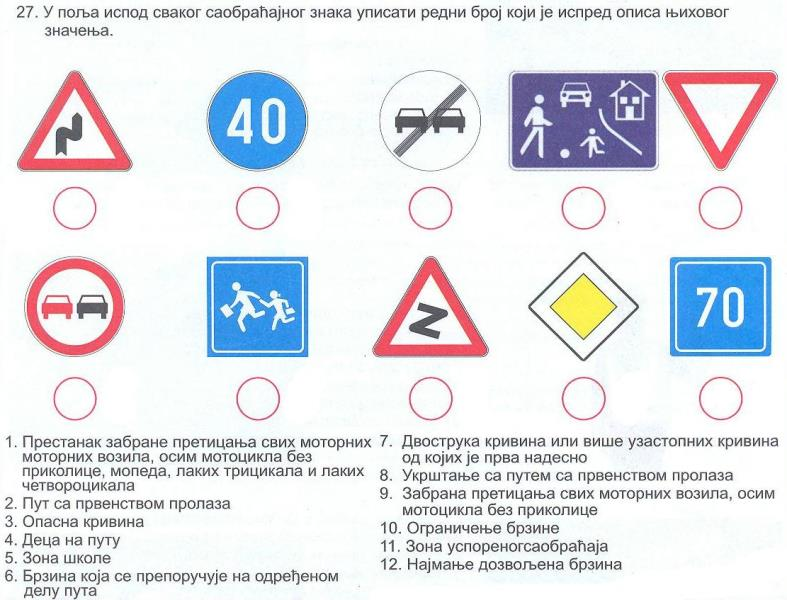 27. У поља испод сваког саобраћајног знака уписати редни број који је испред описа њиховог
значења.
40
70
1. Престанак забране претицања свих моторних
моторних возила, осим мотоцикла без
приколице, мопеда, лаких трицикала и лаких
четвороцикала
2. Пут са првенством пролаза
3. Опасна кривина
4. Деца на путу
5. Зона школе
6. Брзина која се препоручује на одређеном
делу пута
7. Двострука кривина или више узастопних кривина
од којих је прва надесно
8. Укрштање са путем са првенством пролаза
9. Забрана претицања свих моторних возила, осим
мотоцикла без приколице
10. Ограничење брзине
11. Зона успореногсаобраћаја
12. Најмање дозвољена брзина